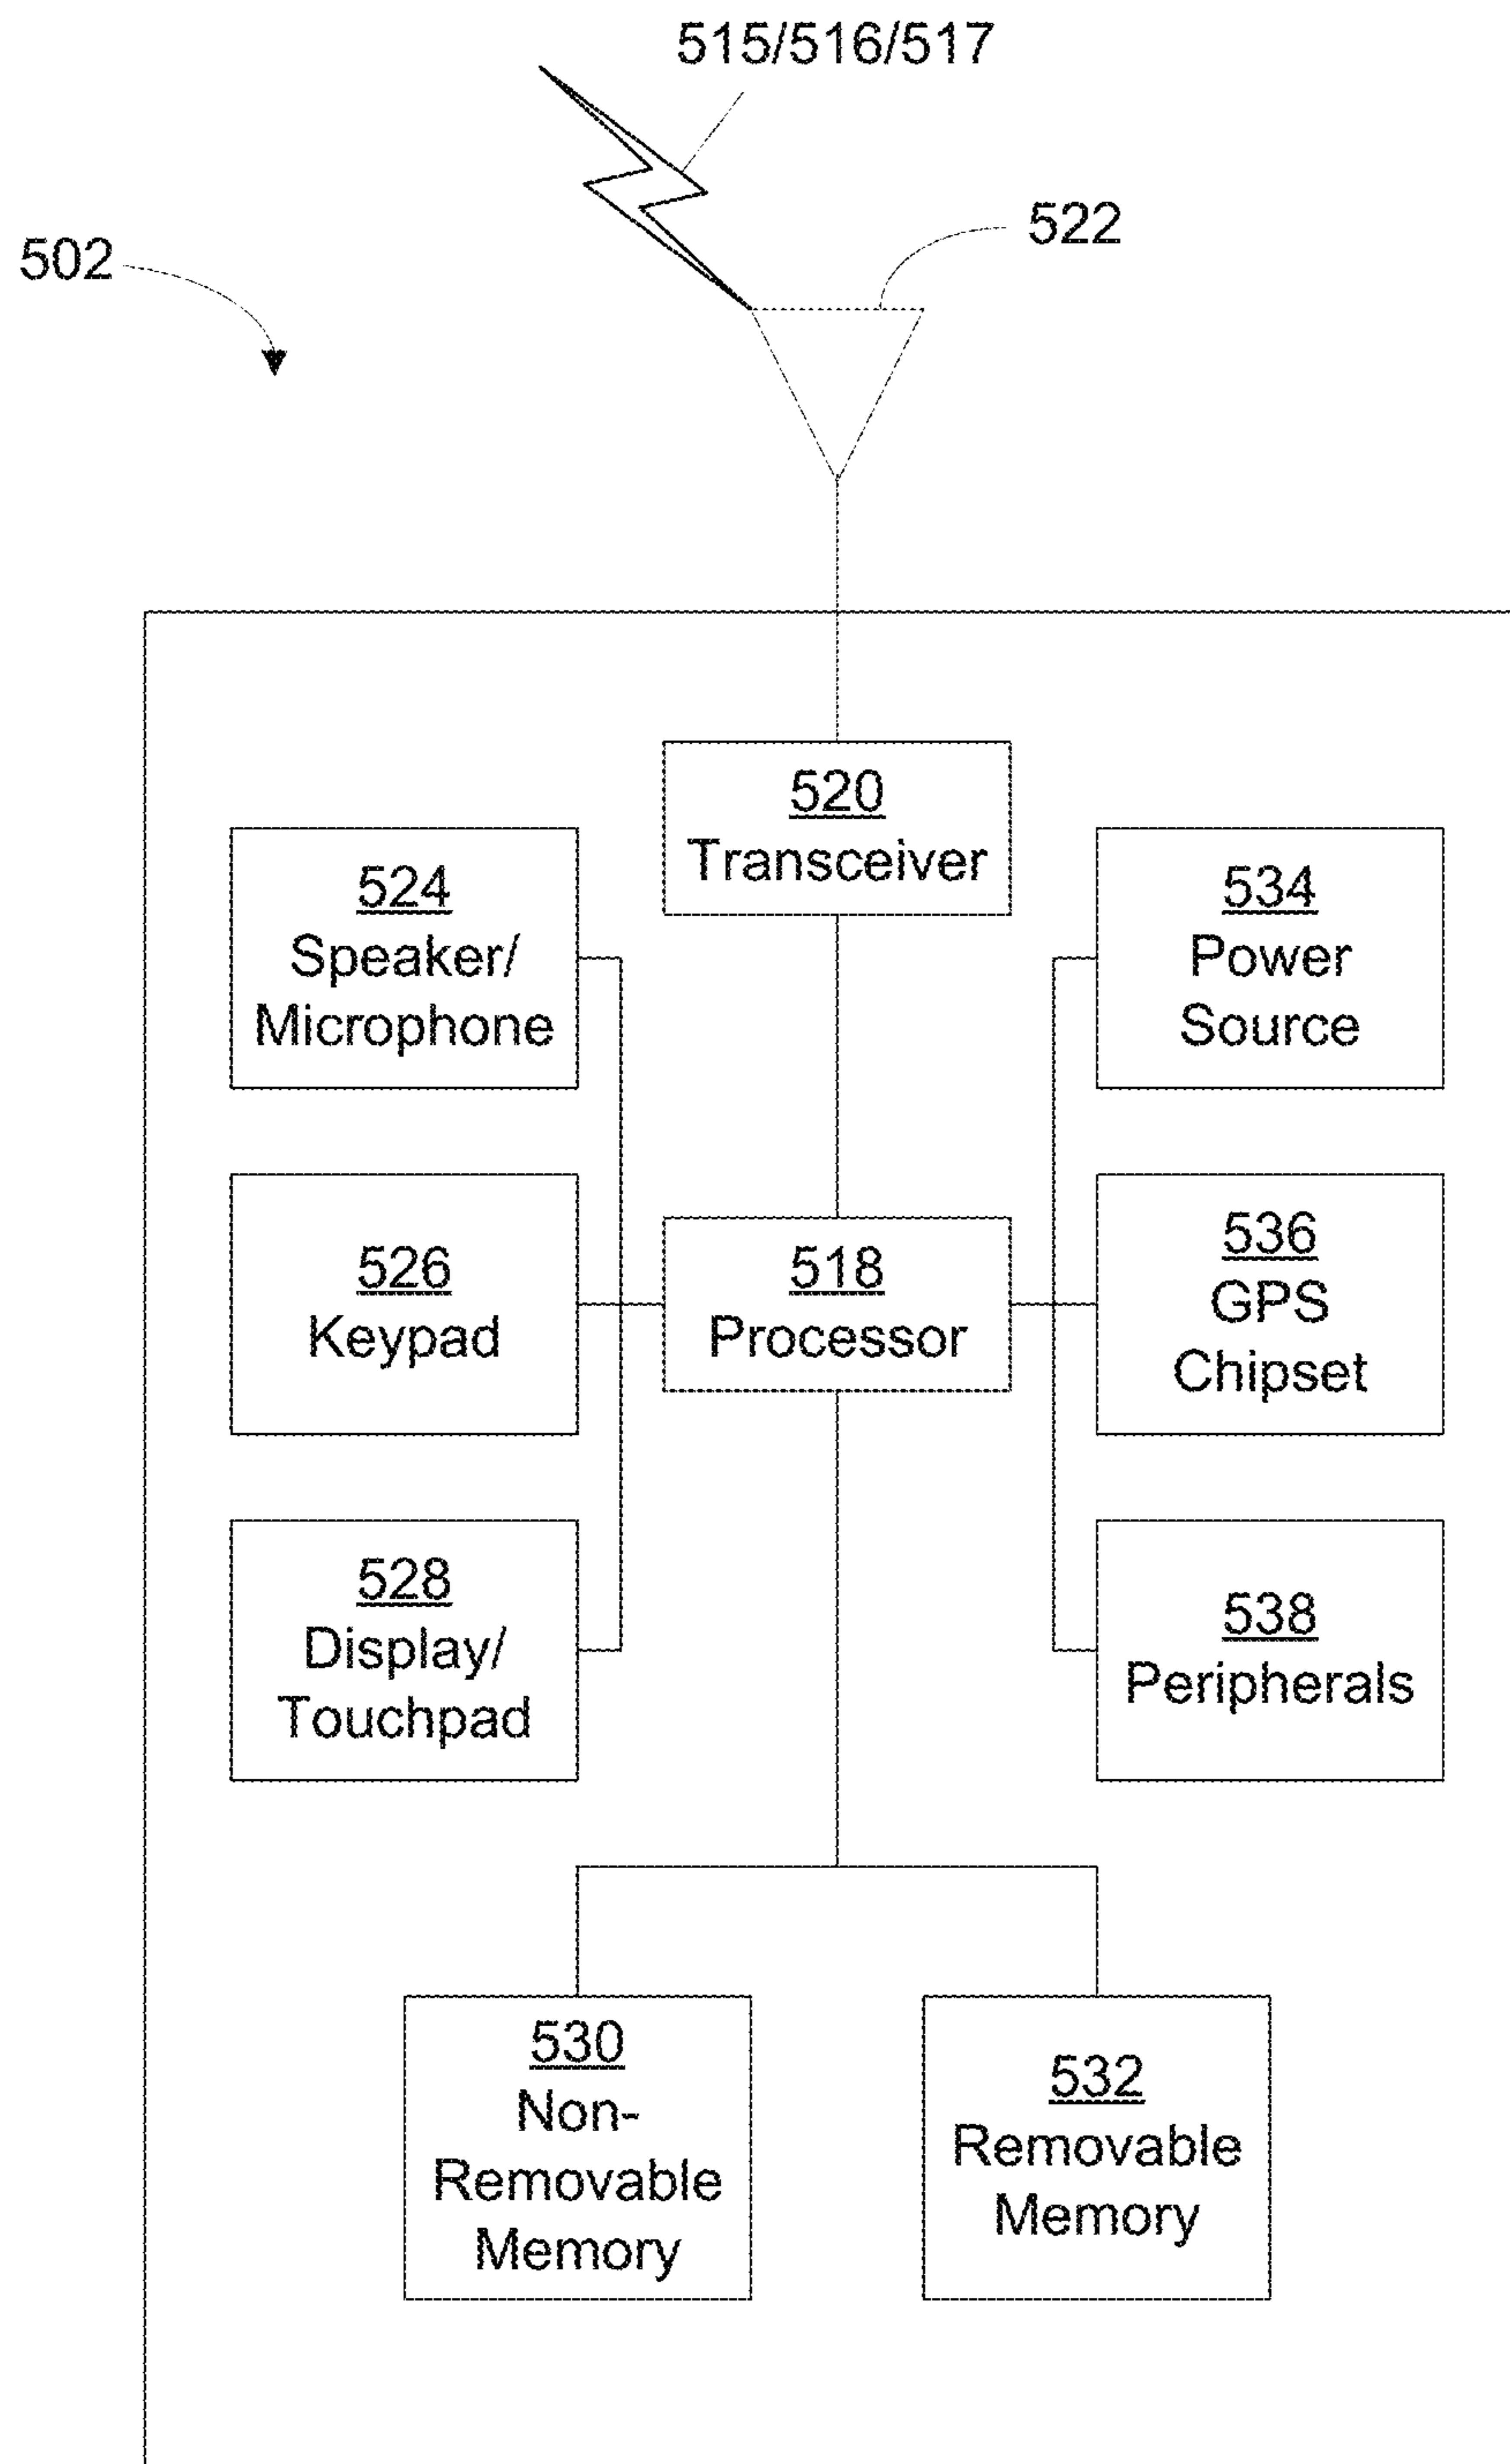 515/516/517
522
502
520
Transceiver
524
Speaker/
Microphone
534
Power
Source
526
Keypad
518
Processor
536
GPS
Chipset
528
Display/
Touchpad
538
Peripherals
530
Non-
Removable
Memory
532
Removable
Memory